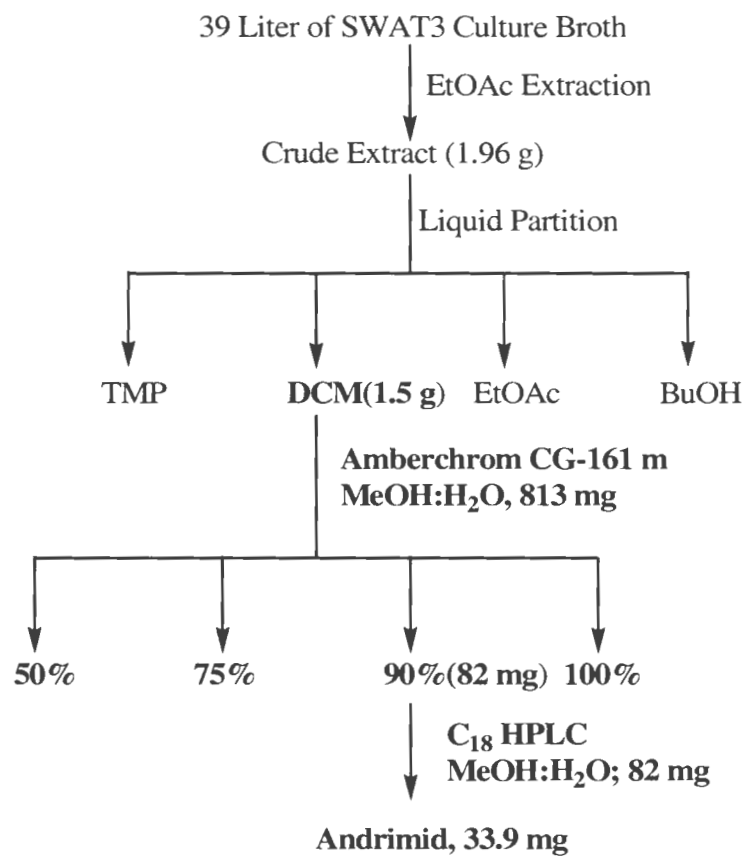 39 Liter of SWAT3 Culture Broth
EtOAc Extraction
Crude Extract (1.96 g)
Liquid Partition
TMP DCM(1.5 g) EtOAc BuOH
Amberchrom CG-161 m
MeOH:H₂O, 813 mg
50% 75% 90%(82 mg) 100%
C₁₈ HPLC
MeOH:H₂O; 82 mg
Andrimid, 33.9 mg